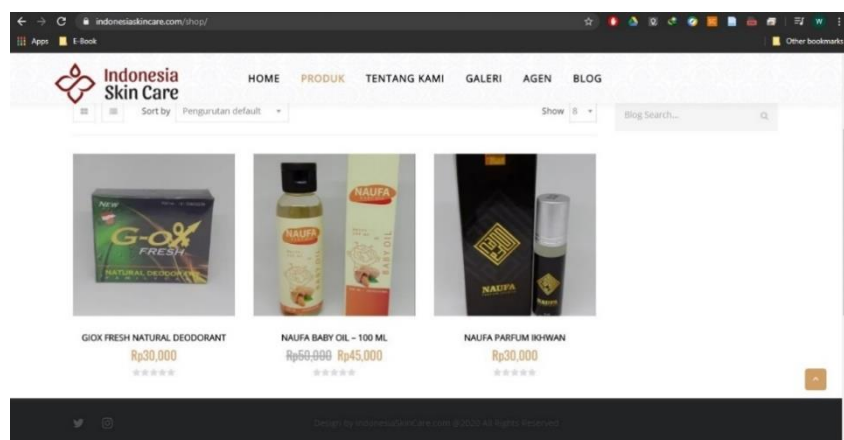 indonesiaskincare.com/shop/
Apps E-Book Other bookmarks
Indonesia
Skin Care
HOME PRODUK TENTANG KAMI GALERI AGEN BLOG
Sort by Pengurutan default Show 8 Blog Search...
New
G-OX
FRESH
NATURAL DEODORANT
NAUFA
NAUFA
BABY OIL
NAUFA
NAUFA
GIOX FRESH NATURAL DEODORANT NAUFA BABY OIL – 100 ML NAUFA PARFUM IKHWAN
Rp30,000 Rp50,000 Rp45,000 Rp30,000
Design by IndonesiaSkinCare.com @2020 All Rights Reserved